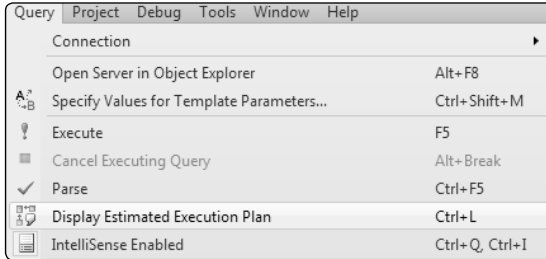 Query Project Debug Tools Window Help
Connection
Open Server in Object Explorer Alt+F8
A B Specify Values for Template Parameters... Ctrl+Shift+M
Execute F5
Cancel Executing Query Alt+Break
Parse Ctrl+F5
Display Estimated Execution Plan Ctrl+L
IntelliSense Enabled Ctrl+Q, Ctrl+I